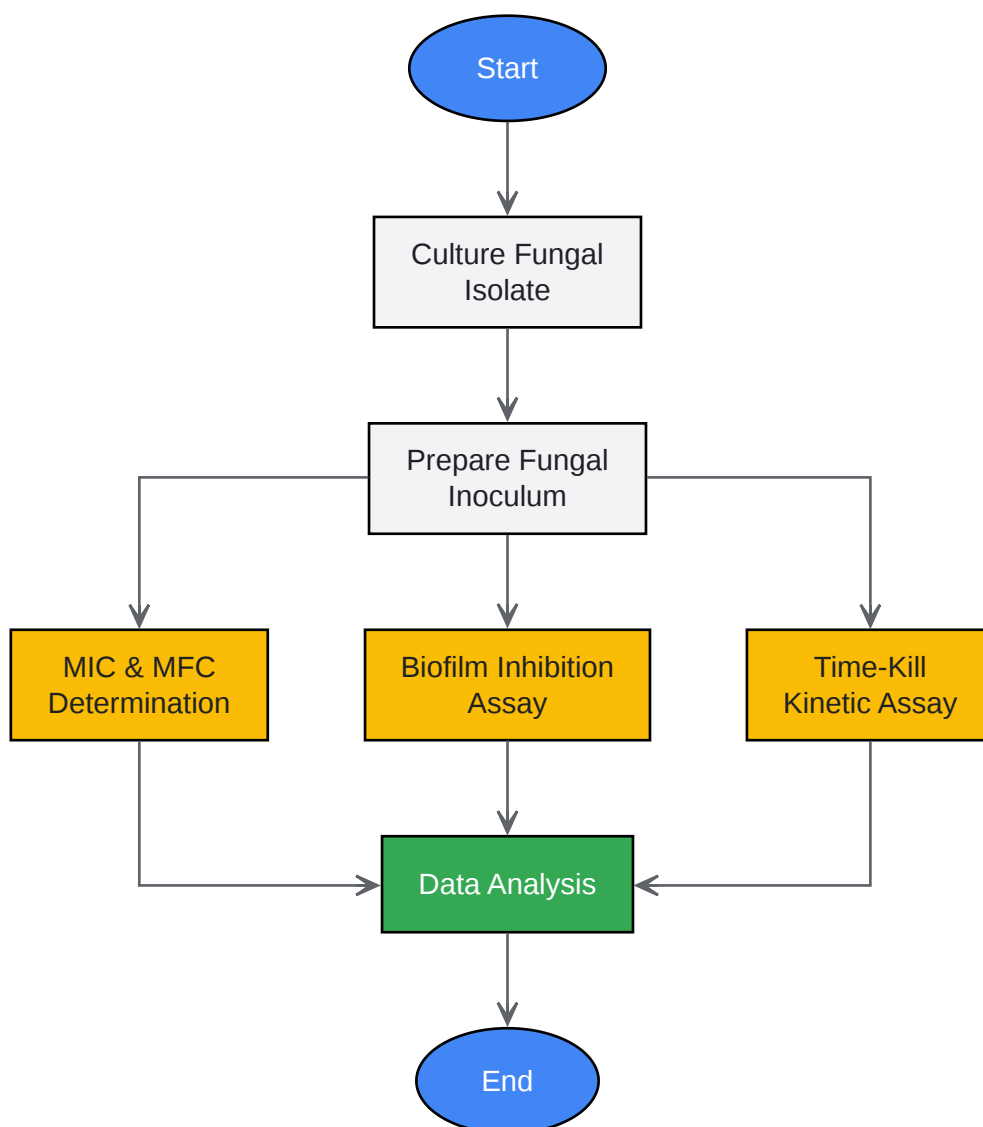 Start
Culture Fungal
Isolate
Prepare Fungal
Inoculum
MIC & MFC
Determination
Biofilm Inhibition
Assay
Time-Kill
Kinetic Assay
Data Analysis
End